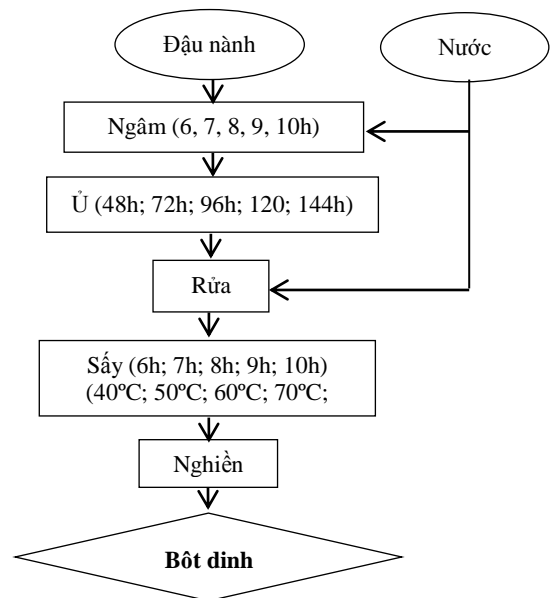 Đậu nành
Nước
Ngâm (6, 7, 8, 9, 10h)
Ủ (48h; 72h; 96h; 120; 144h)
Rửa
Sấy (6h; 7h; 8h; 9h; 10h)
(40ºC; 50ºC; 60ºC; 70ºC;
Nghiền
Bôt dinh